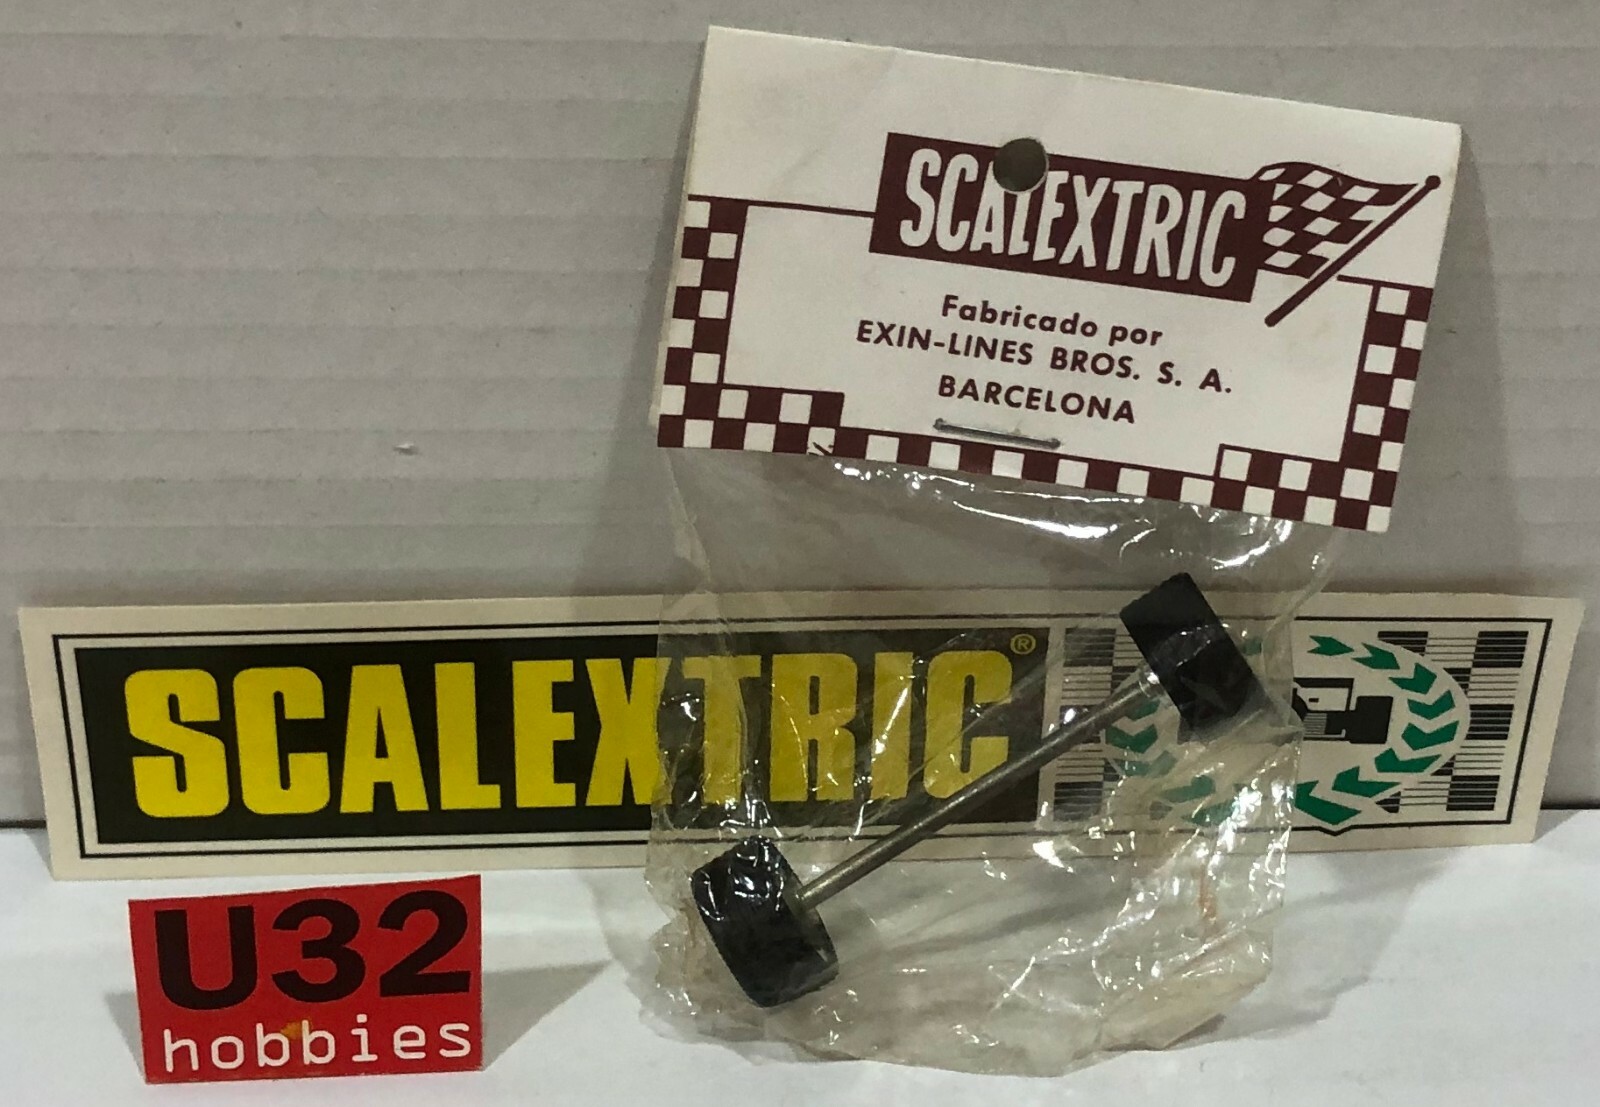 SCALEXTRIC
Fabricado por
EXIN-LINES BROS. S. A.
BARCELONA
SCALEXTRIC®
U32
hobbies